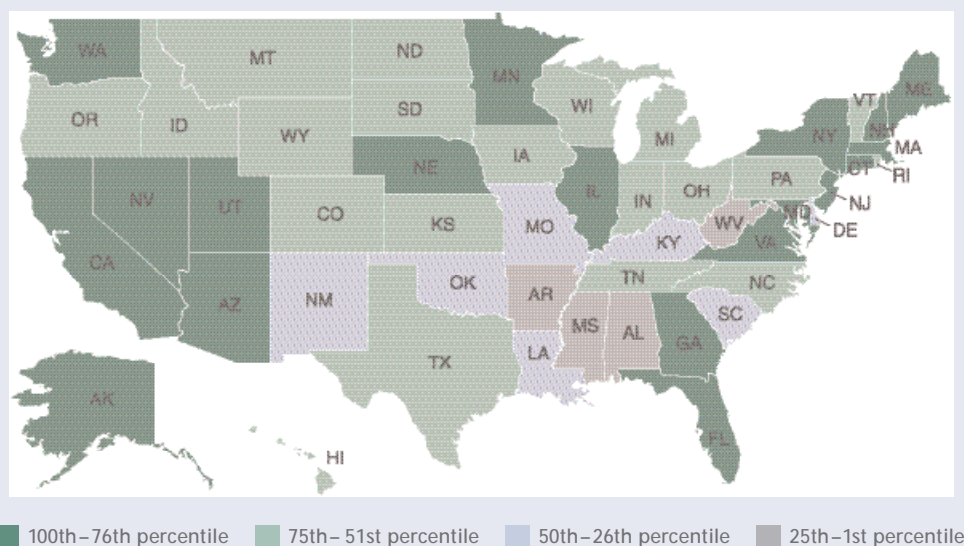 WA
MT
ND
MN
ME
VT
OR
ID
SD
WI
NY
NH
WY
MI
MA
IA
NE
PA
CT
RI
NV
UT
IL
IN
OH
NJ
CO
MD
KS
MO
WV
DE
CA
KY
VA
TN
OK
NC
NM
AZ
AR
SC
MS
AL
LA
GA
TX
AK
FL
HI
100th–76th percentile 75th–51st percentile 50th–26th percentile 25th–1st percentile